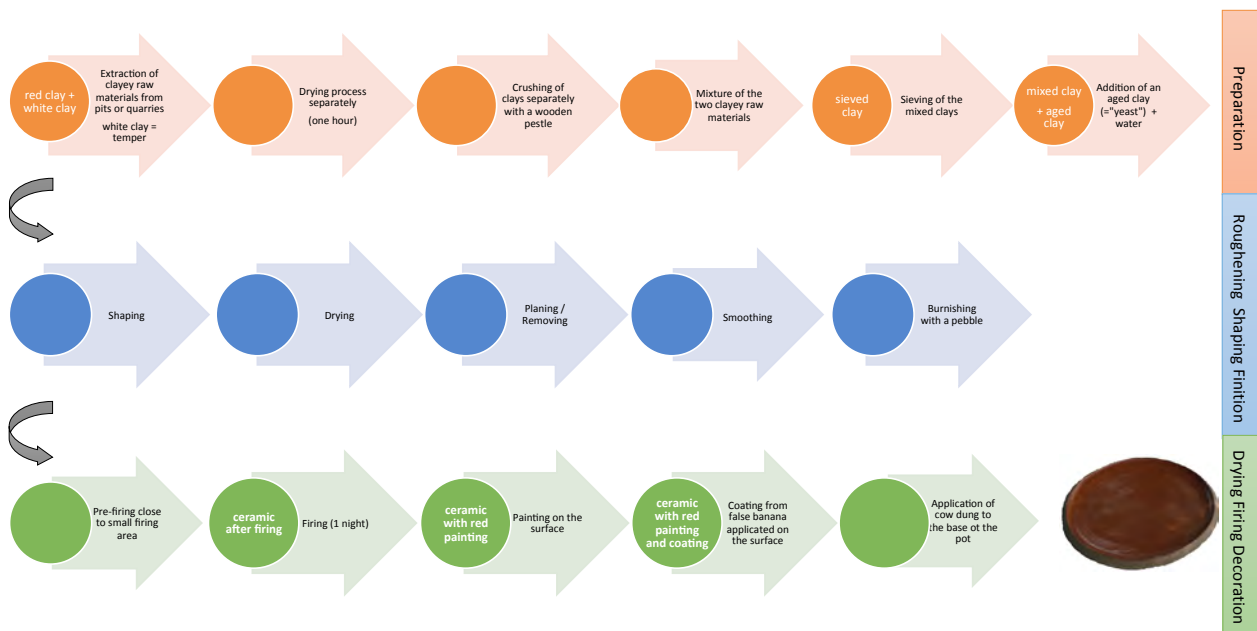 red clay +
white clay
Extraction of
clayey raw
materials from
pits or quarries
white clay =
temper
Drying process
separately
(one hour)
Crushing of
clays separately
with a wooden
pestle
Mixture of the
two clayey raw
materials
sieved
clay
Sieving of the
mixed clays
mixed clay
+ aged
clay
Addition of an
aged clay
(="yeast") +
water
Preparation
Shaping
Drying
Planing /
Removing
Smoothing
Burnishing
with a pebble
Roughening Shaping Finition
Pre-firing close
to small firing
area
ceramic
after firing
Firing (1 night)
ceramic
with red
painting
Painting on the
surface
ceramic
with red
painting
and coating
Coating from
false banana
applicated on
the surface
Application of
cow dung to
the base ot the
pot
Drying Firing Decoration